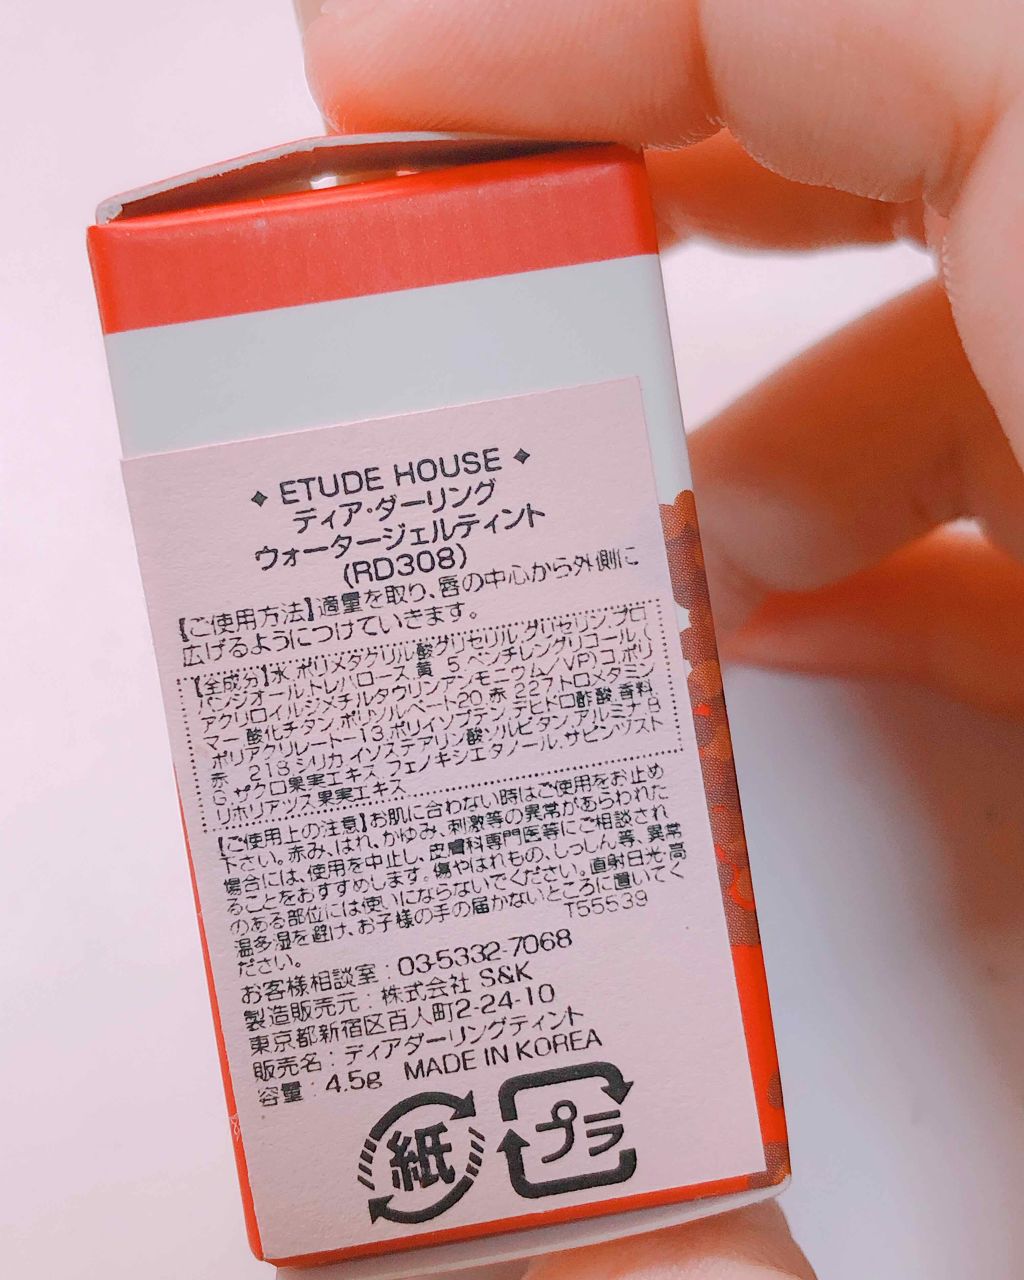 ◆ ETUDE HOUSE ◆
ディア・ダーリング
ウォータージェルティント
(RD308)
【ご使用方法】適量を取り、唇の中心から外側に
広げるようにつけていきます。
【全成分】水,ポリメタクリル酸グリセリル,グリセリン,プロ
パンジオール,トレハロース,黄 5,ペンチレングリコール,(
アクリロイルジメチルタウリンアンモニウム/VP)コポリ
マー,酸化チタン,ポリソルベート20,赤 227,トロメタミン,
ポリアクリレート-13,ポリイソブテン,デヒドロ酢酸,香料,
赤 218,シリカ,イソステアリン酸ソルビタン,アルミナ,B
G,ザクロ果実エキス,フェノキシエタノール,サピンヅスト
リホリアツス果実エキス
【ご使用上の注意】お肌に合わない時はご使用をお止め
下さい。赤み、はれ、かゆみ、刺激等の異常があらわれた
場合には、使用を中止し、皮膚科専門医等にご相談され
ることをおすすめします。傷やはれもの、しっしん等、異常
のある部位には使いにならないでください。直射日光・高
温多湿を避け、お子様の手の届かないところに置いてく
ださい。
T55539
お客様相談室：03-5332-7068
製造販売元：株式会社 S&K
東京都新宿区百人町2-24-10
販売名：ディアダーリングティント
容量：4.5g MADE IN KOREA
紙 プラ